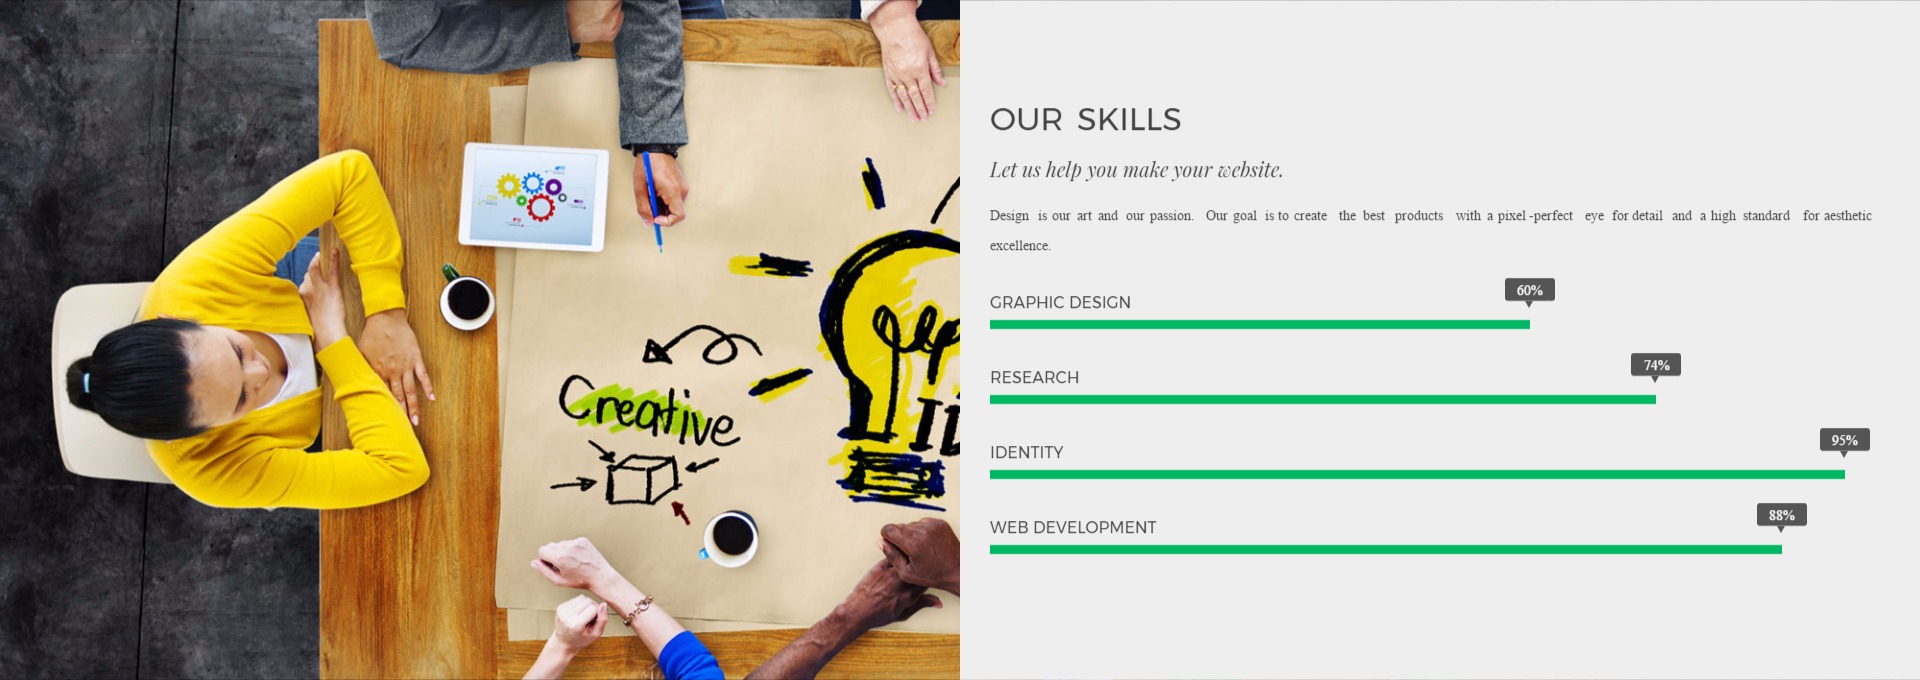 OUR SKILLS
Let us help you make your website.
Design is our art and our passion. Our goal is to create the best products with a pixel-perfect eye for detail and a high standard for aesthetic
excellence.
GRAPHIC DESIGN
60%
RESEARCH
74%
IDENTITY
95%
WEB DEVELOPMENT
88%
Creative